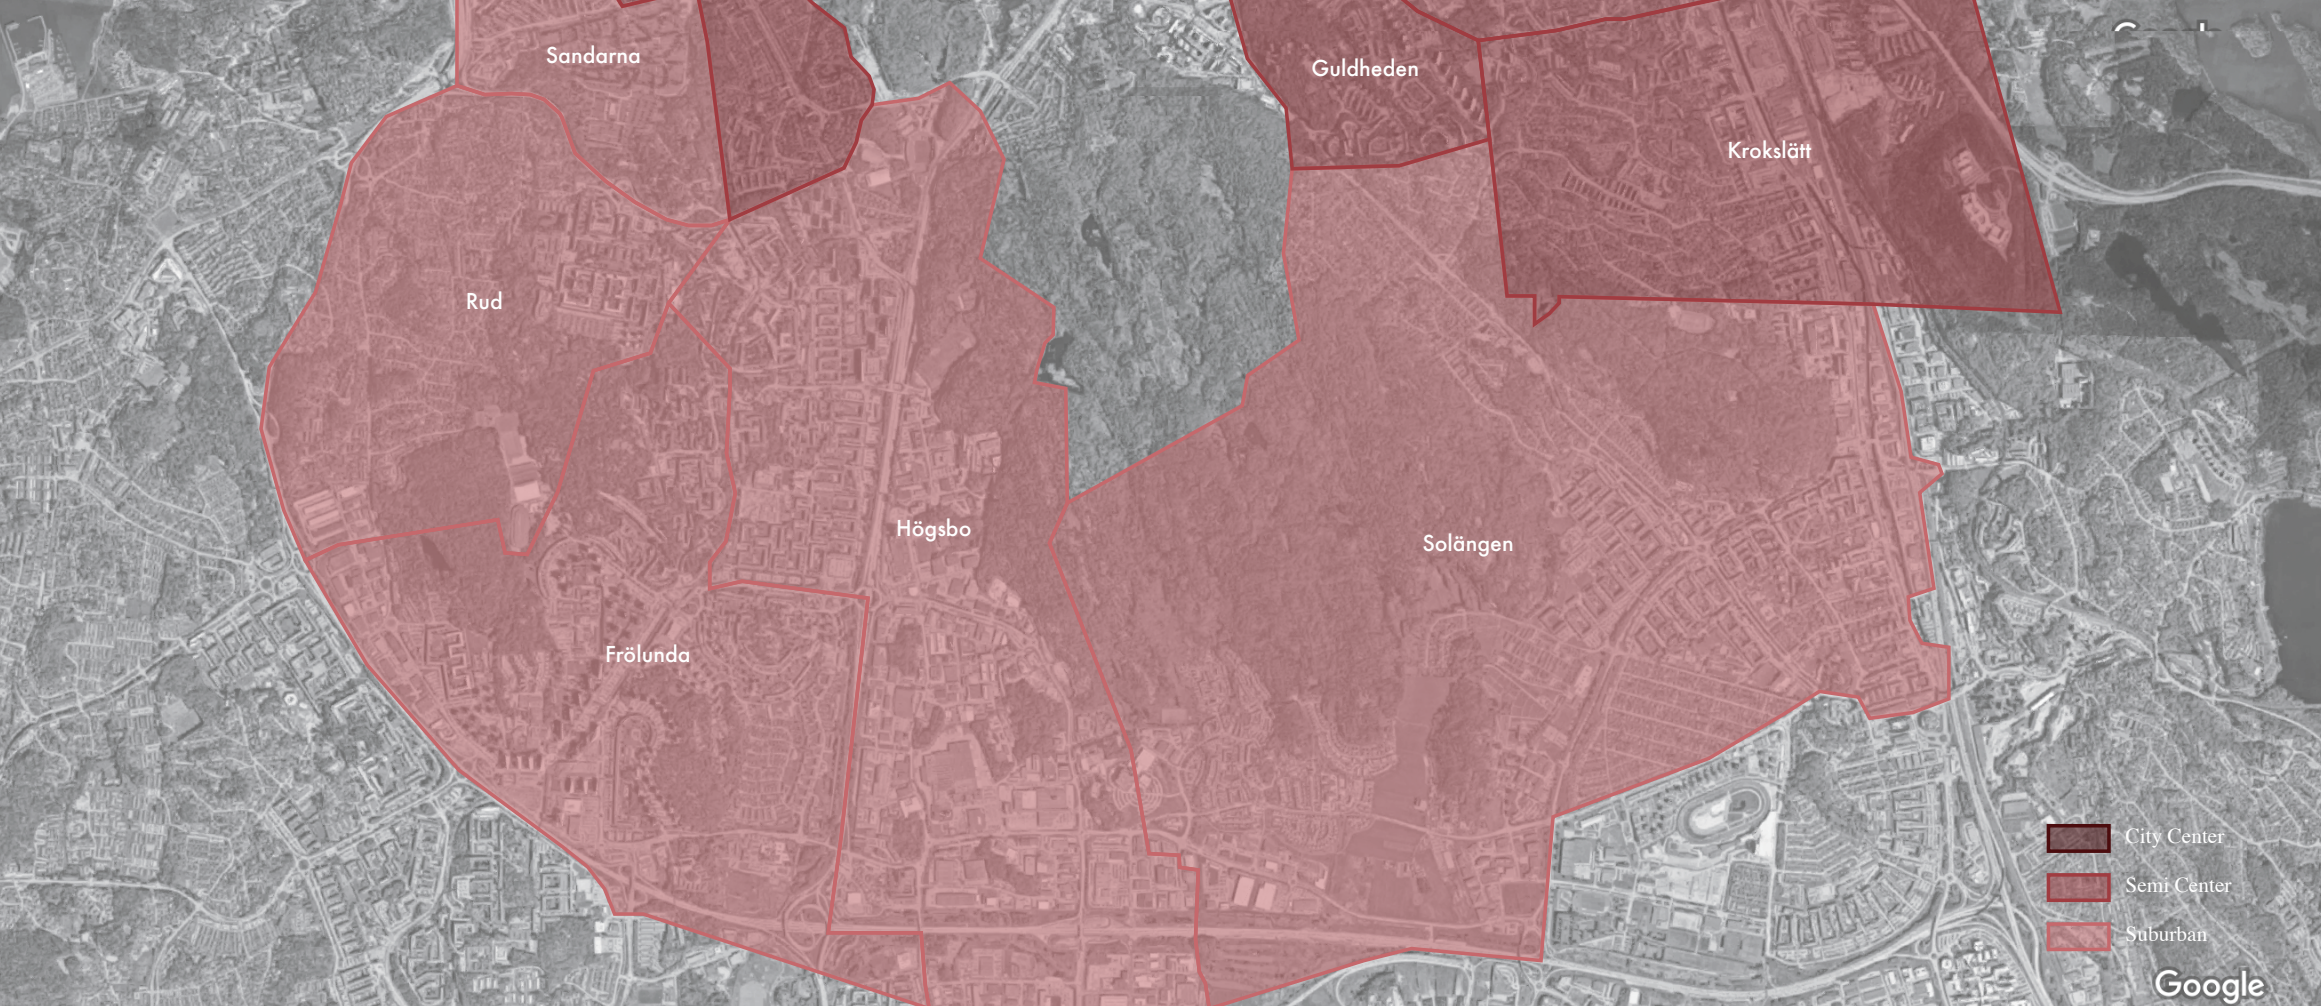 Sandarna
Guldheden
Krokslätt
Rud
Högsbo
Solängen
Frölunda
City Center
Semi Center
Suburban
Google